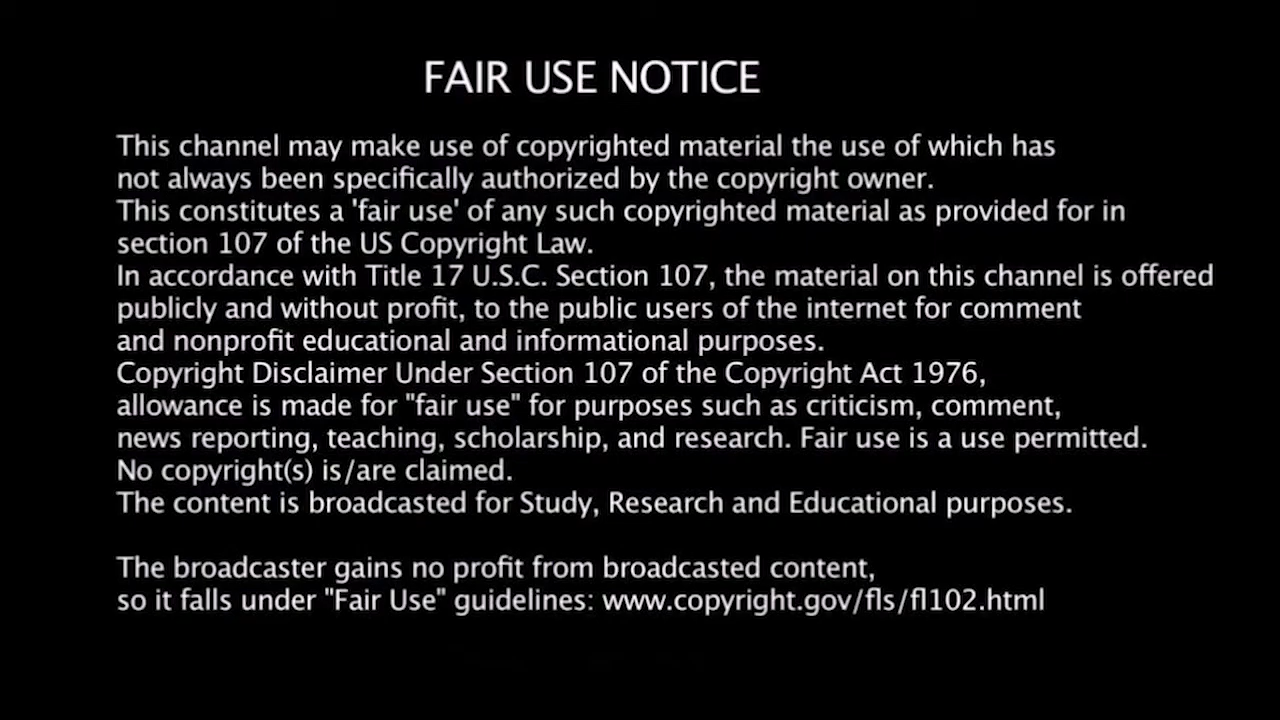 FAIR USE NOTICE
This channel may make use of copyrighted material the use of which has
not always been specifically authorized by the copyright owner.
This constitutes a 'fair use' of any such copyrighted material as provided for in
section 107 of the US Copyright Law.
In accordance with Title 17 U.S.C. Section 107, the material on this channel is offered
publicly and without profit, to the public users of the internet for comment
and nonprofit educational and informational purposes.
Copyright Disclaimer Under Section 107 of the Copyright Act 1976,
allowance is made for "fair use" for purposes such as criticism, comment,
news reporting, teaching, scholarship, and research. Fair use is a use permitted.
No copyright(s) is/are claimed.
The content is broadcasted for Study, Research and Educational purposes.
The broadcaster gains no profit from broadcasted content,
so it falls under "Fair Use" guidelines: www.copyright.gov/fls/fl102.html